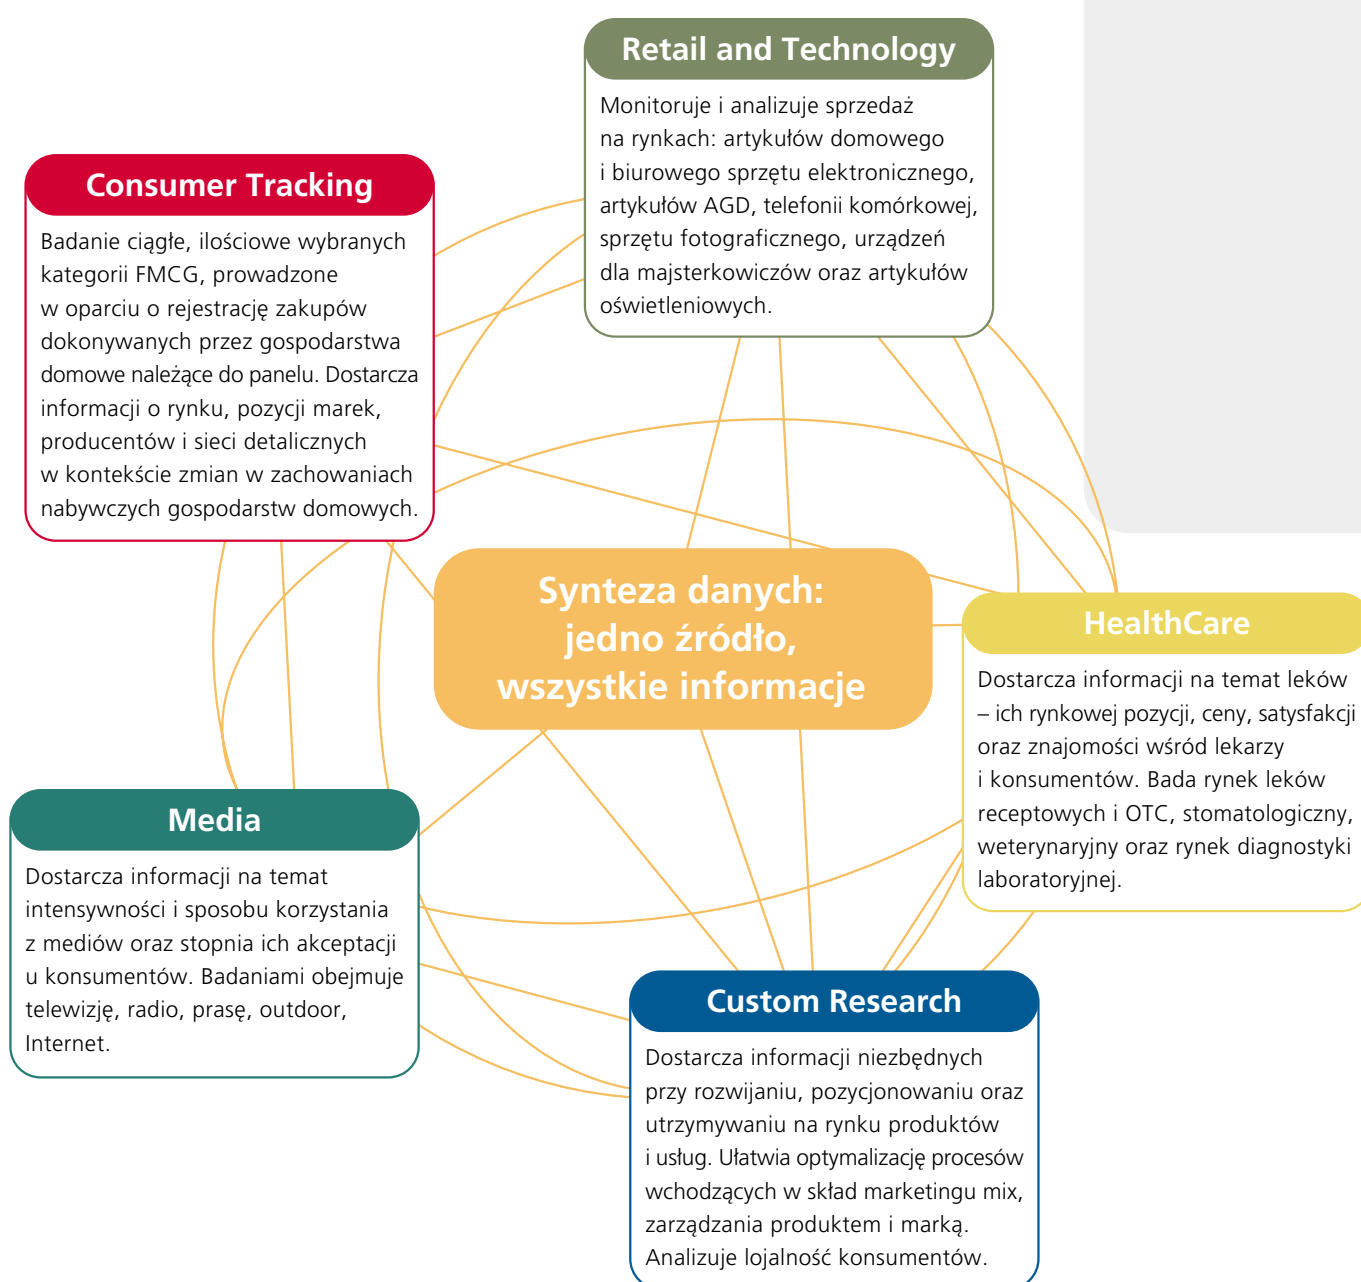 Retail and Technology
Monitoruje i analizuje sprzedaż
na rynkach: artykułów domowego
i biurowego sprzętu elektronicznego,
artykułów AGD, telefonii komórkowej,
sprzętu fotograficznego, urządzeń
dla majsterkowiczów oraz artykułów
oświetleniowych.
Consumer Tracking
Badanie ciągłe, ilościowe wybranych
kategorii FMCG, prowadzone
w oparciu o rejestrację zakupów
dokonywanych przez gospodarstwa
domowe należące do panelu. Dostarcza
informacji o rynku, pozycji marek,
producentów i sieci detalicznych
w kontekście zmian w zachowaniach
nabywczych gospodarstw domowych.
Synteza danych:
jedno źródło,
wszystkie informacje
HealthCare
Dostarcza informacji na temat leków
– ich rynkowej pozycji, ceny, satysfakcji
oraz znajomości wśród lekarzy
i konsumentów. Bada rynek leków
receptowych i OTC, stomatologiczny,
weterynaryjny oraz rynek diagnostyki
laboratoryjnej.
Media
Dostarcza informacji na temat
intensywności i sposobu korzystania
z mediów oraz stopnia ich akceptacji
u konsumentów. Badaniami obejmuje
telewizję, radio, prasę, outdoor,
Internet.
Custom Research
Dostarcza informacji niezbędnych
przy rozwijaniu, pozycjonowaniu oraz
utrzymywaniu na rynku produktów
i usług. Ułatwia optymalizację procesów
wchodzących w skład marketingu mix,
zarządzania produktem i marką.
Analizuje lojalność konsumentów.